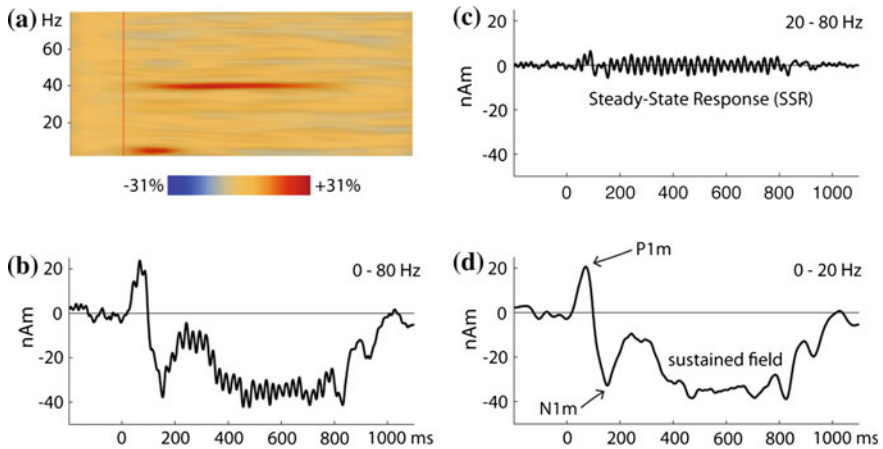 (a)
Hz
60
40
20
-31% +31%
(b)
0 - 80 Hz
20
0
-20
-40
nAm
0 200 400 600 800 1000 ms
(c)
20 - 80 Hz
20
0
-20
-40
nAm
Steady-State Response (SSR)
0 200 400 600 800 1000
(d)
0 - 20 Hz
P1m
20
0
-20
-40
nAm
sustained field
N1m
0 200 400 600 800 1000 ms